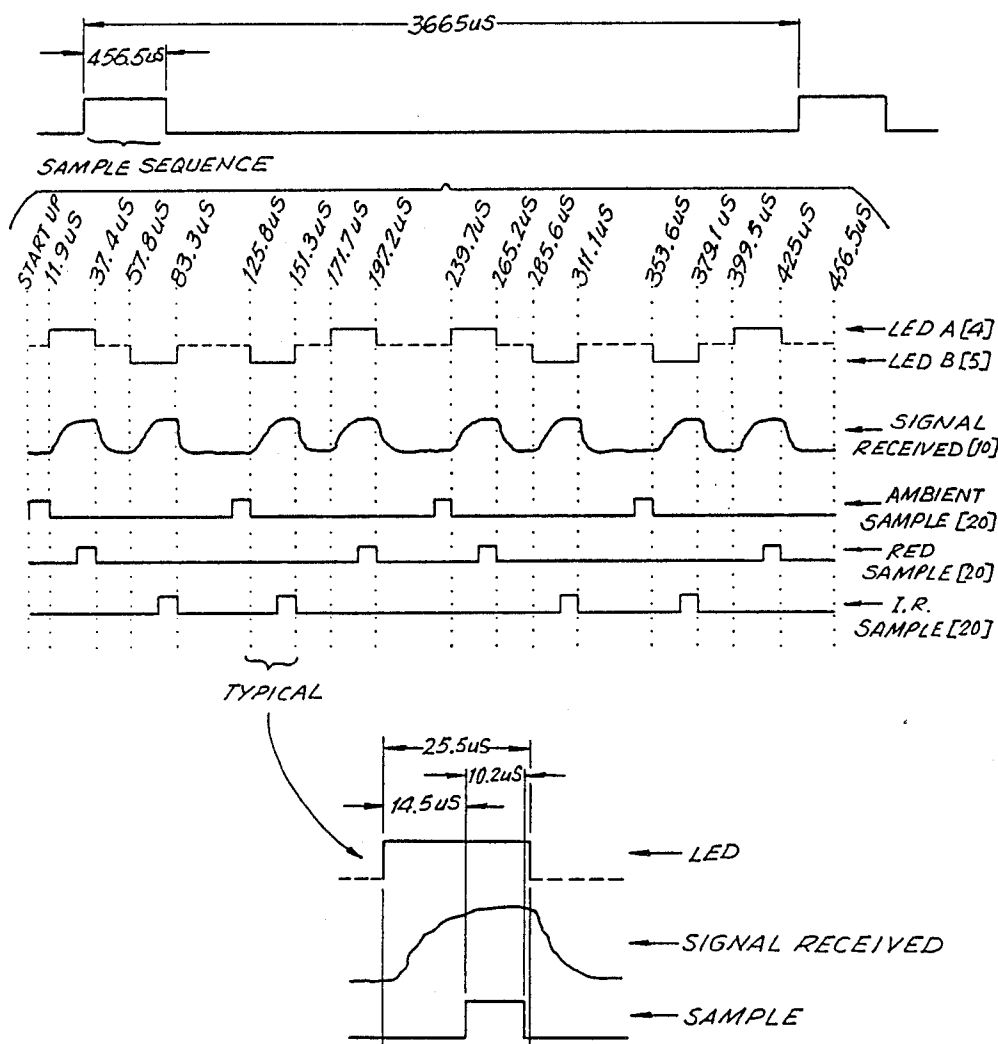 3665uS
456.5uS
SAMPLE SEQUENCE
START UP
11.9uS
37.4uS
57.8uS
83.3uS
125.8uS
151.3uS
171.7uS
197.2uS
239.7uS
265.2uS
285.6uS
311.1uS
353.6uS
379.1uS
399.5uS
425uS
456.5uS
LED A [4]
LED B [5]
SIGNAL
RECEIVED [10]
AMBIENT
SAMPLE [20]
RED
SAMPLE [20]
I.R.
SAMPLE [20]
TYPICAL
25.5uS
10.2uS
14.5uS
LED
SIGNAL RECEIVED
SAMPLE